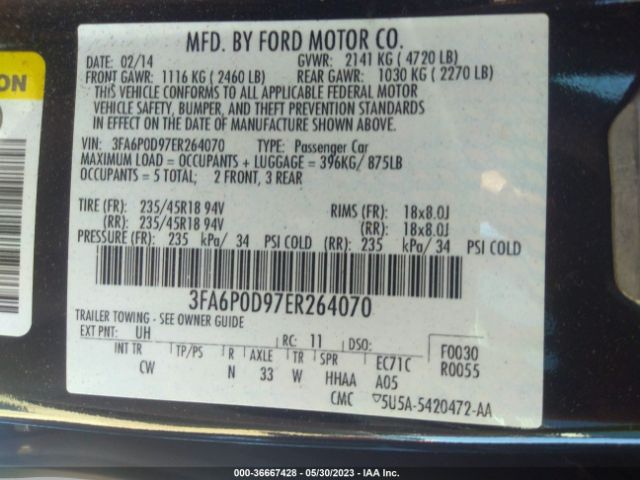 MFD. BY FORD MOTOR CO.
DATE: 02/14 GVWR: 2141 KG ( 4720 LB)
FRONT GAWR: 1116 KG ( 2460 LB) REAR GAWR: 1030 KG ( 2270 LB)
THIS VEHICLE CONFORMS TO ALL APPLICABLE FEDERAL MOTOR
VEHICLE SAFETY, BUMPER, AND THEFT PREVENTION STANDARDS
IN EFFECT ON THE DATE OF MANUFACTURE SHOWN ABOVE.
VIN: 3FA6P0D97ER264070 TYPE: Passenger Car
MAXIMUM LOAD = OCCUPANTS + LUGGAGE = 396KG/ 875LB
OCCUPANTS = 5 TOTAL; 2 FRONT, 3 REAR
TIRE (FR): 235/45R18 94V RIMS (FR): 18x8.0J
(RR): 235/45R18 94V (RR): 18x8.0J
PRESSURE (FR): 235 kPa/ 34 PSI COLD (RR): 235 kPa/ 34 PSI COLD
3FA6P0D97ER264070
TRAILER TOWING - SEE OWNER GUIDE
EXT PNT: UH RC: 11 DSO: F0030
INT TR TP/PS R AXLE TR SPR EC71C R0055
CW N 33 W HHAA A05
CMC 5U5A-5420472-AA
000-36667428 - 05/30/2023 - IAA Inc.